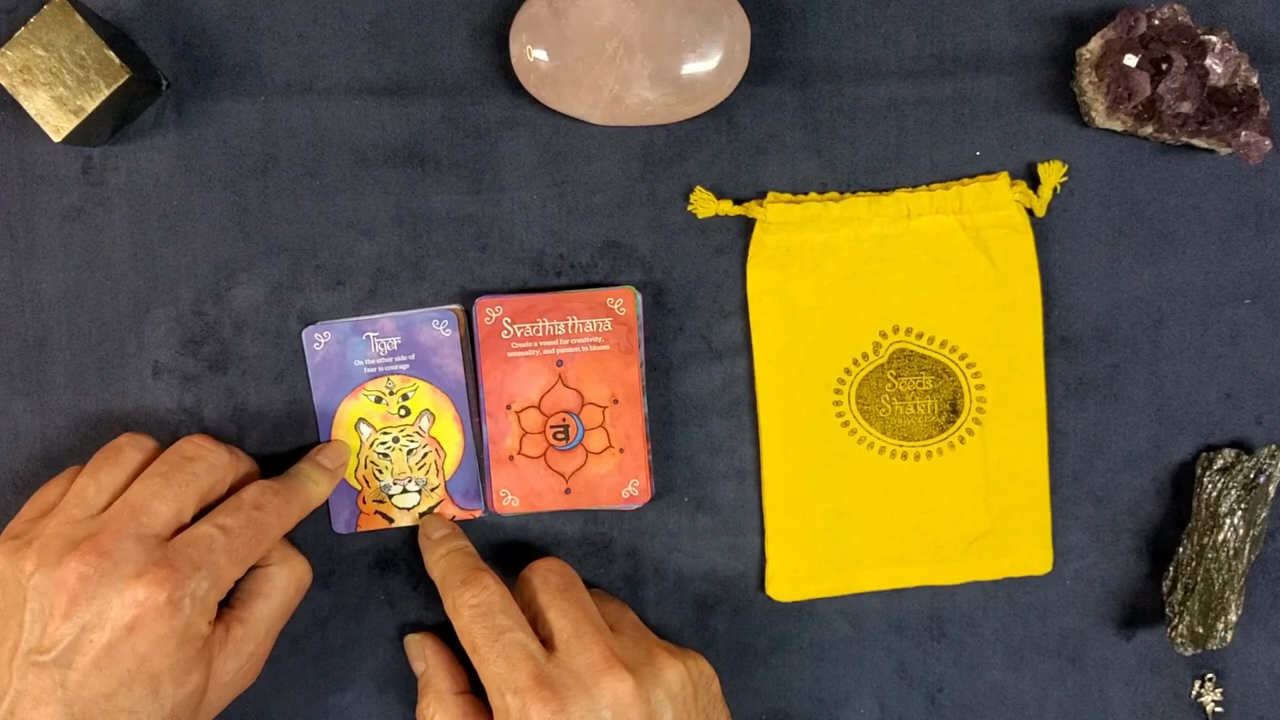 Tiger
On the other side of
fear is courage
Svadhisthana
Create a vessel for creativity,
sensuality, and passion to bloom
वं
Seeds
Shakti